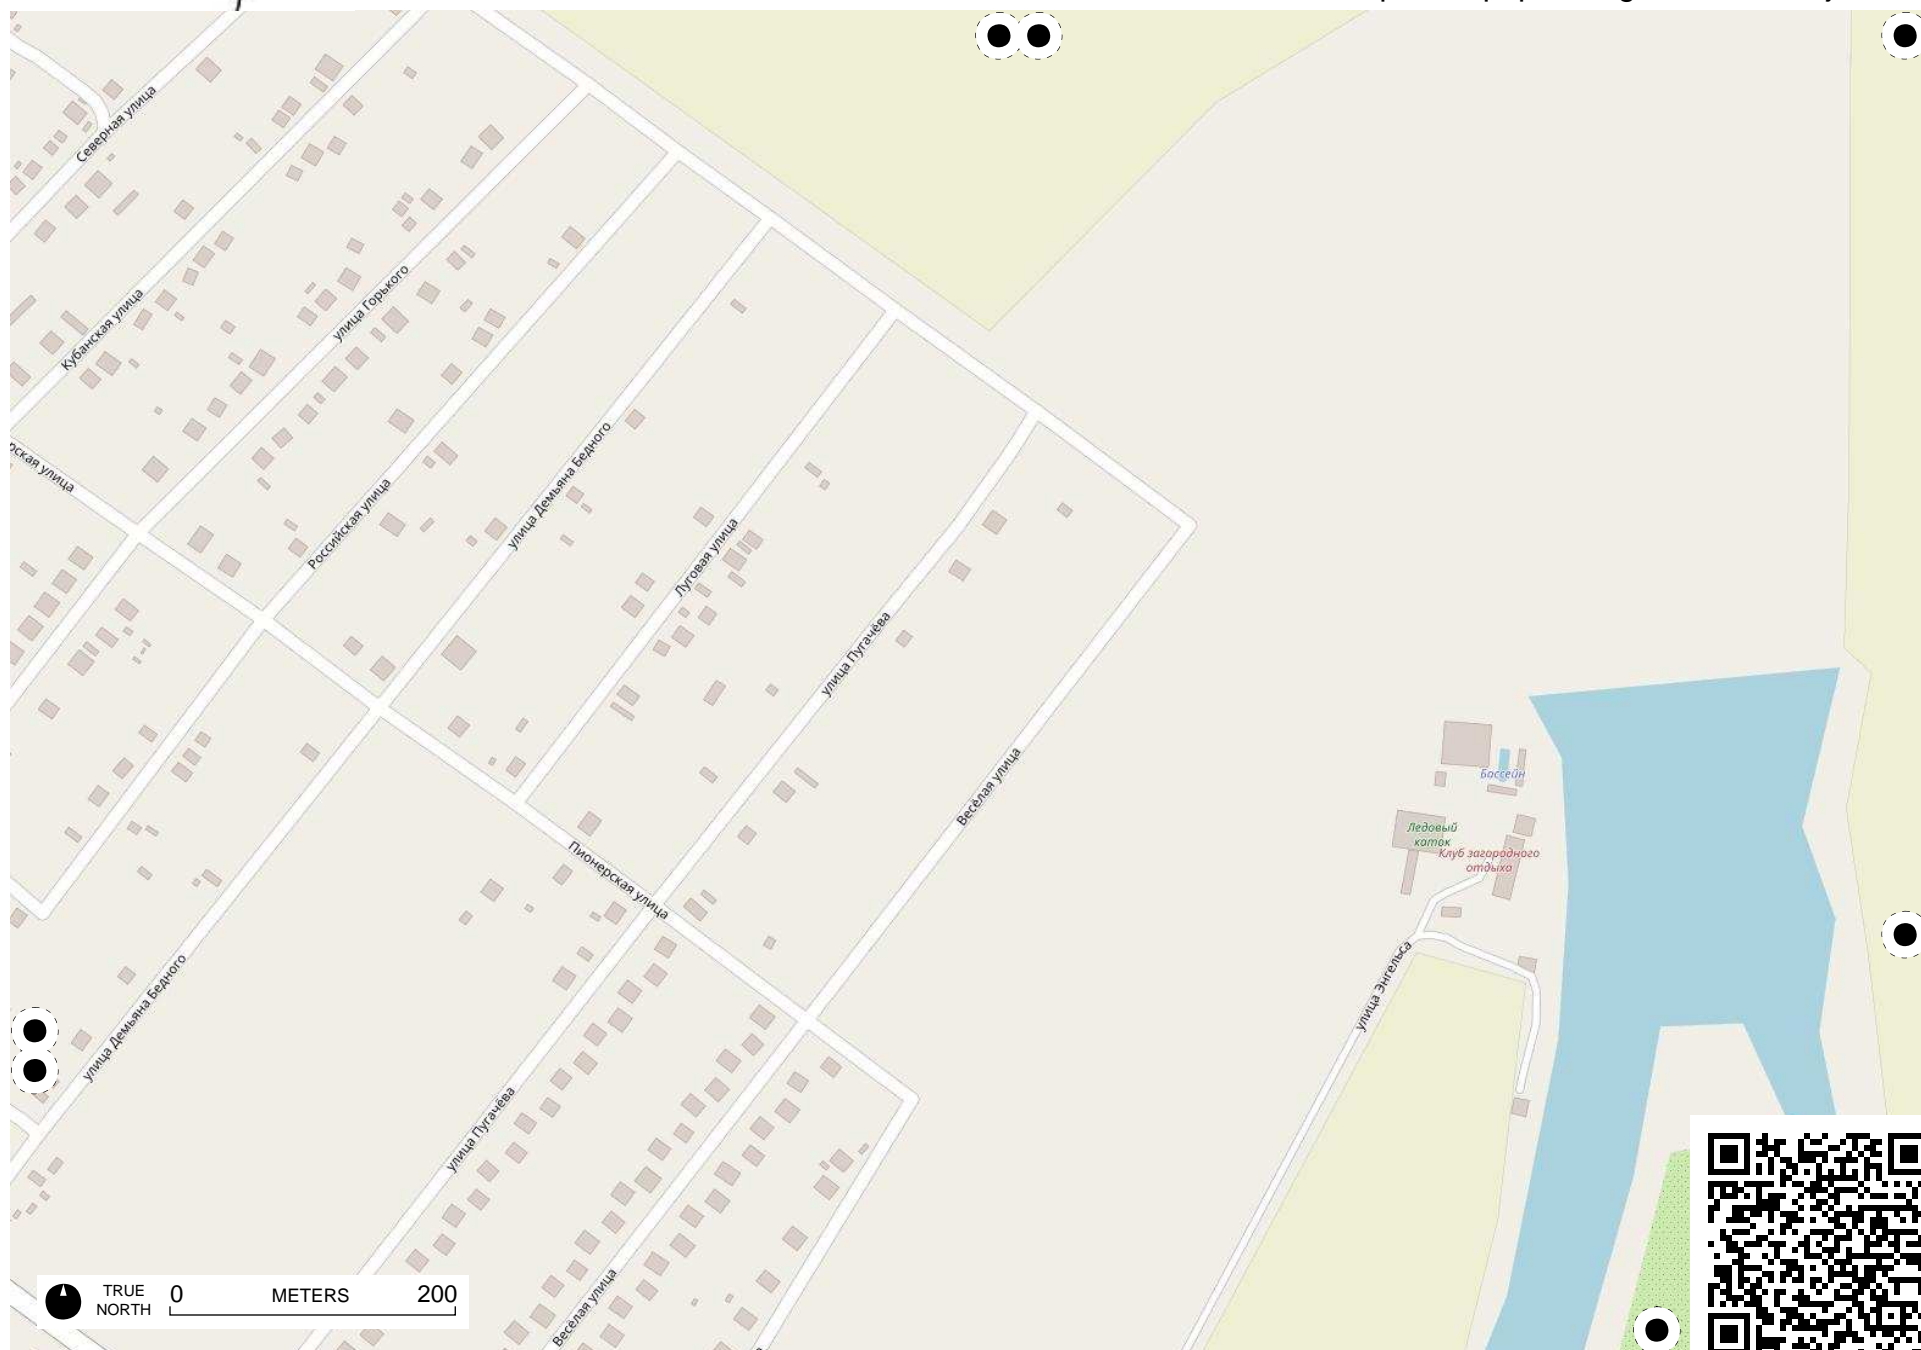 Северная улица
Кубанская улица
улица Горького
Российская улица
улица Демьяна Бедного
Луговая улица
улица Пугачёва
Весёлая улица
Бассейн
Ледовый
каток
Клуб загородного
отдыха
Пионерская улица
улица Энгельса
улица Демьяна Бедного
улица Пугачёва
Весёлая улица
TRUE
NORTH
0 METERS 200